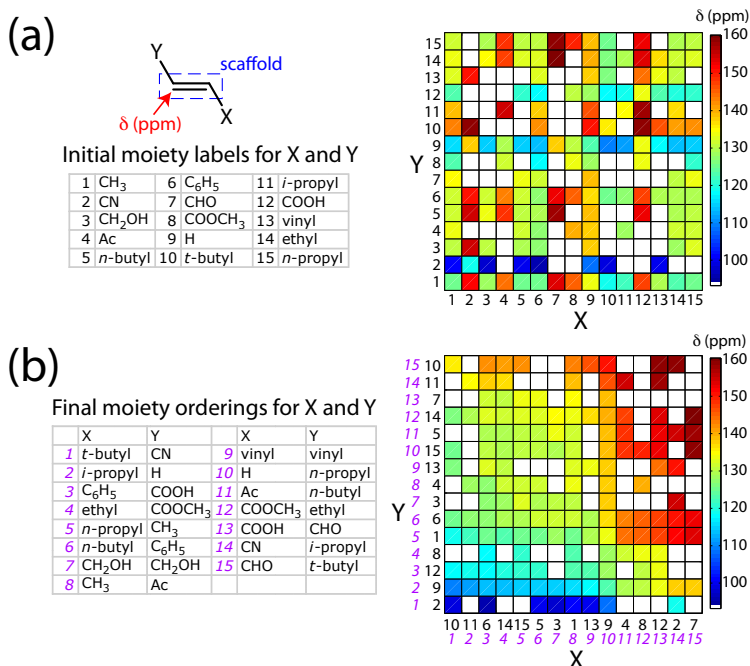 (a)
Y
scaffold
δ (ppm)
X
Initial moiety labels for X and Y
1 CH₃ 6 C₆H₅ 11 i-propyl
2 CN 7 CHO 12 COOH
3 CH₂OH 8 COOCH₃ 13 vinyl
4 Ac 9 H 14 ethyl
5 n-butyl 10 t-butyl 15 n-propyl
δ (ppm)
15
14
13
12
11
10
9
8
7
6
5
4
3
2
1
Y
1 2 3 4 5 6 7 8 9 10 11 12 13 14 15
X
160
150
140
130
120
110
100
(b)
Final moiety orderings for X and Y
X Y X Y
1 t-butyl CN 9 vinyl vinyl
2 i-propyl H 10 H n-propyl
3 C₆H₅ COOH 11 Ac n-butyl
4 ethyl COOCH₃ 12 COOCH₃ ethyl
5 n-propyl CH₃ 13 COOH CHO
6 n-butyl C₆H₅ 14 CN i-propyl
7 CH₂OH CH₂OH 15 CHO t-butyl
8 CH₃ Ac
δ (ppm)
15 10
14 11
13 7
12 14
11 5
10 15
9 13
8 4
7 3
6 6
5 1
4 8
3 12
2 9
1 2
Y
10 11 6 14 15 5 3 1 13 9 4 8 12 2 7
1 2 3 4 5 6 7 8 9 10 11 12 13 14 15
X
160
150
140
130
120
110
100